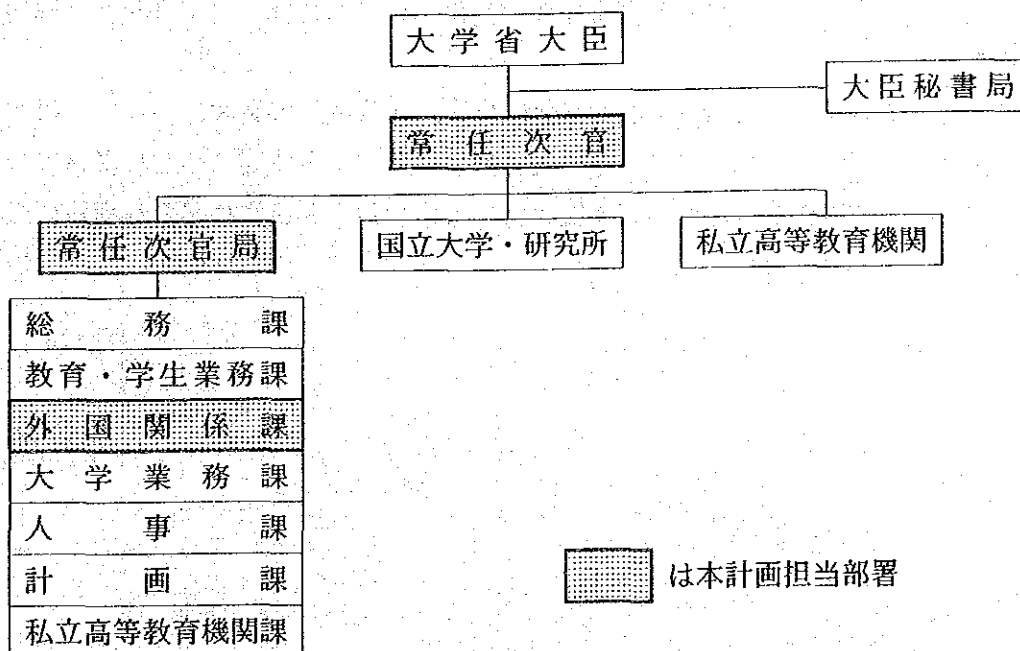 大学省大臣
大臣秘書局
常任次官
常任次官局
国立大学・研究所
私立高等教育機関
総務課
教育・学生業務課
外国関係課
大学業務課
人事課
計画課
私立高等教育機関課
は本計画担当部署